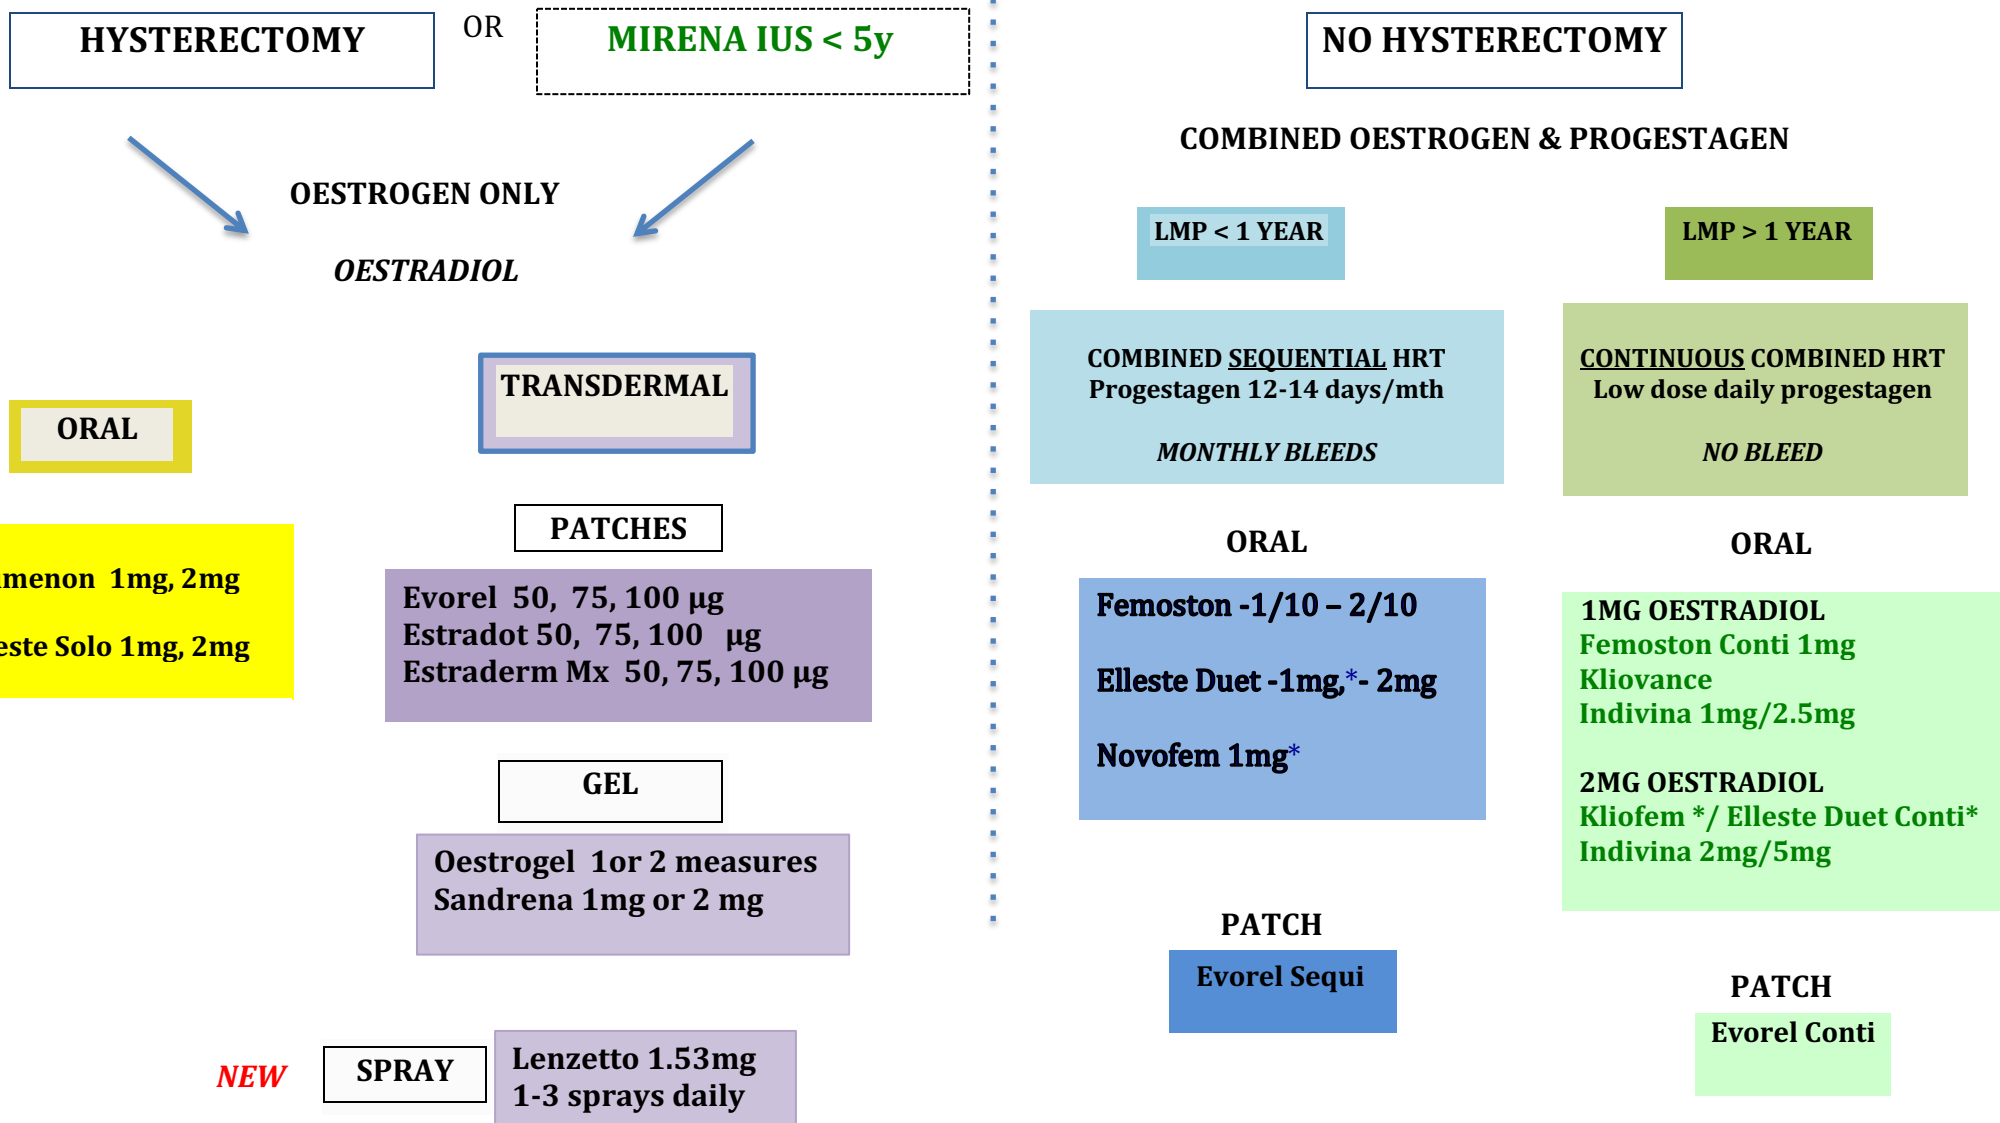 HYSTERECTOMY
OR
MIRENA IUS < 5y
OESTROGEN ONLY
OESTRADIOL
ORAL
menon 1mg, 2mg
este Solo 1mg, 2mg
TRANSDERMAL
PATCHES
Evorel 50, 75, 100 µg
Estradot 50, 75, 100 µg
Estraderm Mx 50, 75, 100 µg
GEL
Oestrogel 1or 2 measures
Sandrena 1mg or 2 mg
NEW
SPRAY
Lenzetto 1.53mg
1-3 sprays daily
NO HYSTERECTOMY
COMBINED OESTROGEN & PROGESTAGEN
LMP < 1 YEAR
COMBINED SEQUENTIAL HRT
Progestagen 12-14 days/mth
MONTHLY BLEEDS
ORAL
Femoston -1/10 – 2/10
Elleste Duet -1mg,*- 2mg
Novofem 1mg*
PATCH
Evorel Sequi
LMP > 1 YEAR
CONTINUOUS COMBINED HRT
Low dose daily progestagen
NO BLEED
ORAL
1MG OESTRADIOL
Femoston Conti 1mg
Kliovance
Indivina 1mg/2.5mg
2MG OESTRADIOL
Kliofem */ Elleste Duet Conti*
Indivina 2mg/5mg
PATCH
Evorel Conti